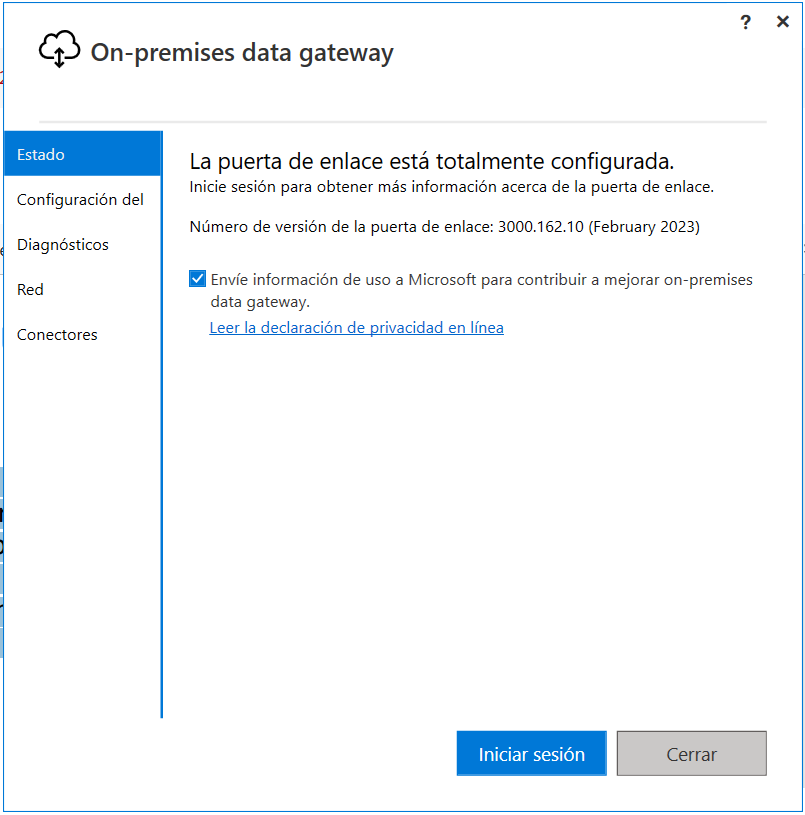 ?
On-premises data gateway
Estado
Configuración del
Diagnósticos
Red
Conectores
La puerta de enlace está totalmente configurada.
Inicie sesión para obtener más información acerca de la puerta de enlace.
Número de versión de la puerta de enlace: 3000.162.10 (February 2023)
Envíe información de uso a Microsoft para contribuir a mejorar on-premises
data gateway.
Leer la declaración de privacidad en línea
Iniciar sesión
Cerrar